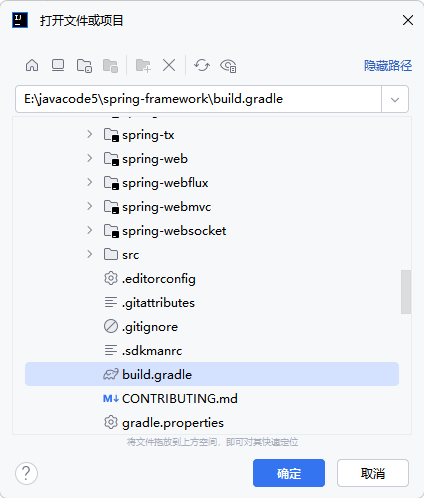 打开文件或项目
隐藏路径
E:\javacode5\spring-framework\build.gradle
spring-tx
spring-web
spring-webflux
spring-webmvc
spring-websocket
src
.editorconfig
.gitattributes
.gitignore
.sdkmanrc
build.gradle
M↓ CONTRIBUTING.md
gradle.properties
将文件拖放到上方空间，即可对其快速定位
? 确定 取消